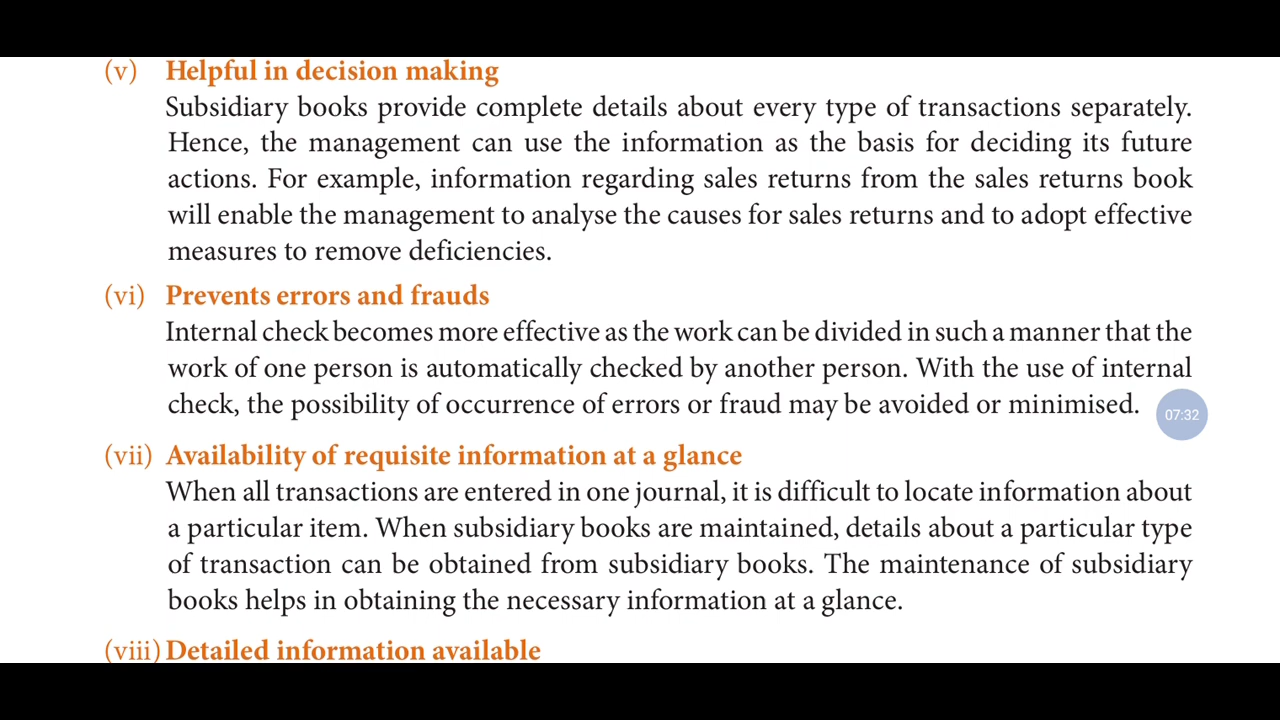 (v) Helpful in decision making
Subsidiary books provide complete details about every type of transactions separately.
Hence, the management can use the information as the basis for deciding its future
actions. For example, information regarding sales returns from the sales returns book
will enable the management to analyse the causes for sales returns and to adopt effective
measures to remove deficiencies.
(vi) Prevents errors and frauds
Internal check becomes more effective as the work can be divided in such a manner that the
work of one person is automatically checked by another person. With the use of internal
check, the possibility of occurrence of errors or fraud may be avoided or minimised.
07:32
(vii) Availability of requisite information at a glance
When all transactions are entered in one journal, it is difficult to locate information about
a particular item. When subsidiary books are maintained, details about a particular type
of transaction can be obtained from subsidiary books. The maintenance of subsidiary
books helps in obtaining the necessary information at a glance.
(viii) Detailed information available